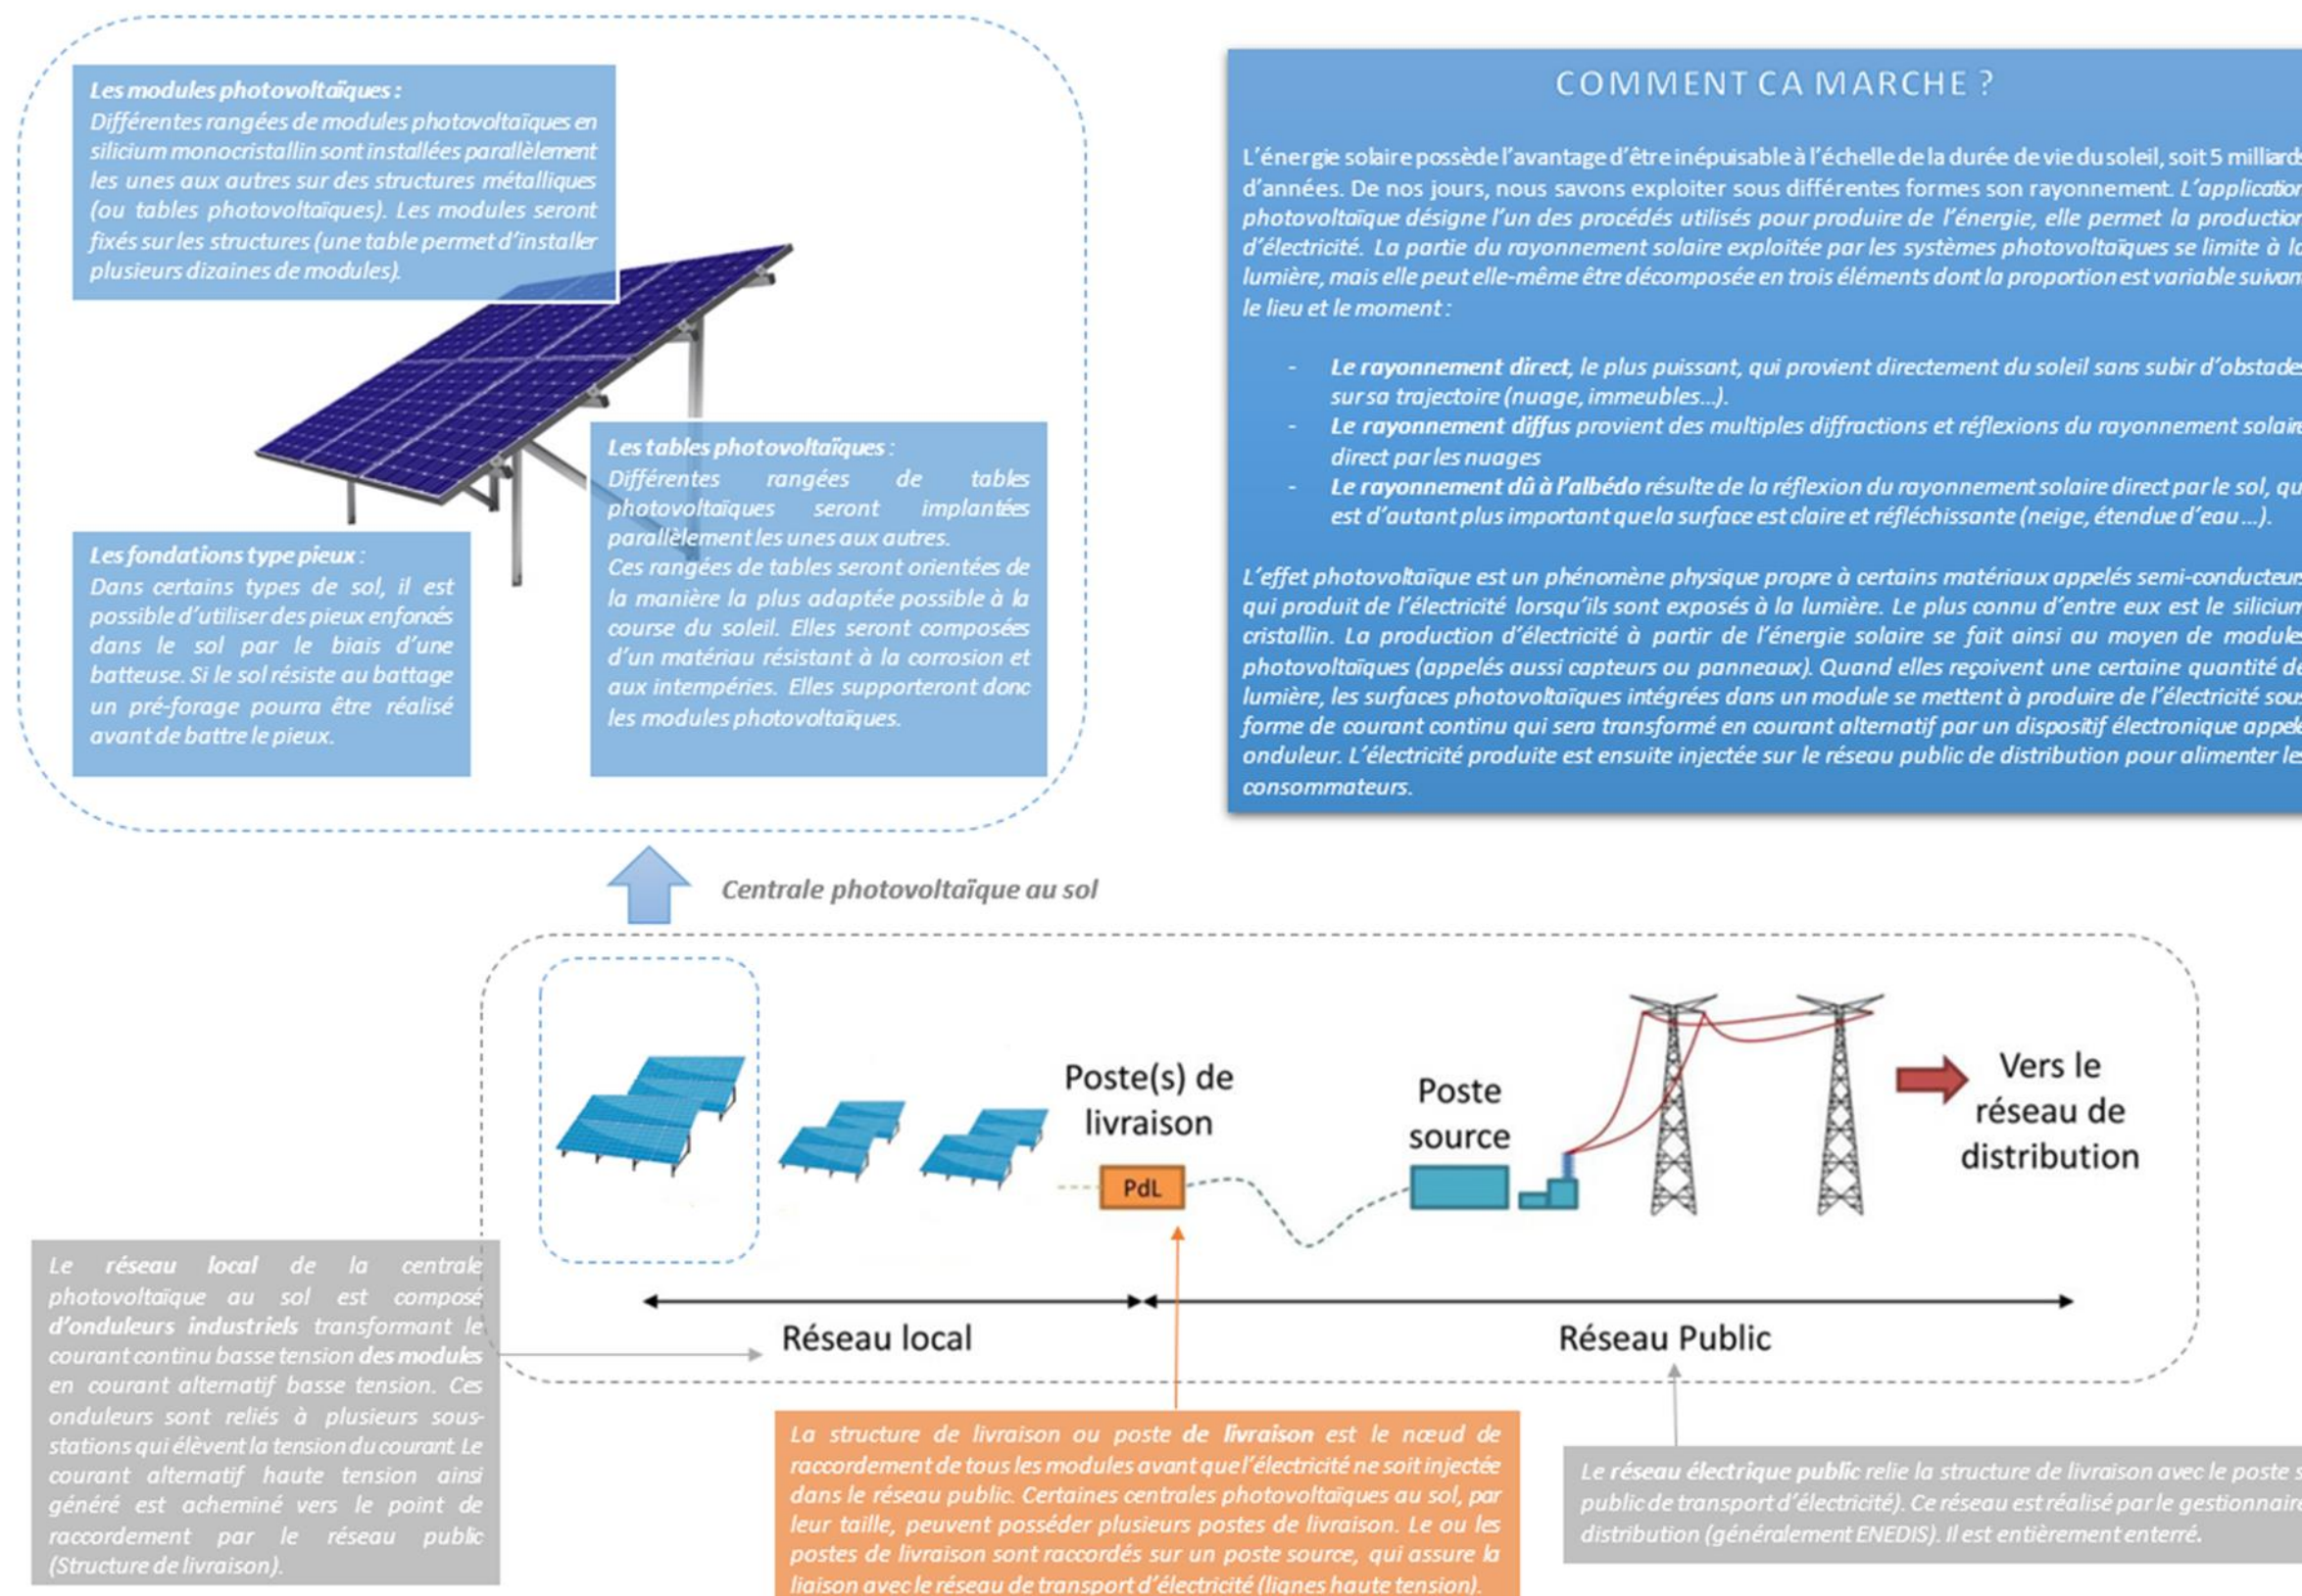 Les modules photovoltaïques :
Différentes rangées de modules photovoltaïques en
silicium monocristallin sont installées parallèlement
les unes aux autres sur des structures métalliques
(ou tables photovoltaïques). Les modules seront
fixés sur les structures (une table permet d'installer
plusieurs dizaines de modules).
Les tables photovoltaïques :
Différentes rangées de tables
photovoltaïques seront implantées
parallèlement les unes aux autres.
Ces rangées de tables seront orientées de
la manière la plus adaptée possible à la
course du soleil. Elles seront composées
d'un matériau résistant à la corrosion et
aux intempéries. Elles supporteront donc
les modules photovoltaïques.
Les fondations type pieux :
Dans certains types de sol, il est
possible d'utiliser des pieux enfoncés
dans le sol par le biais d'une
batteuse. Si le sol résiste au battage
un pré-forage pourra être réalisé
avant de battre le pieux.
COMMENT CA MARCHE ?
L'énergie solaire possède l'avantage d'être inépuisable à l'échelle de la durée de vie du soleil, soit 5 milliards
d'années. De nos jours, nous savons exploiter sous différentes formes son rayonnement. L'application
photovoltaïque désigne l'un des procédés utilisés pour produire de l'énergie, elle permet la production
d'électricité. La partie du rayonnement solaire exploitée par les systèmes photovoltaïques se limite à la
lumière, mais elle peut elle-même être décomposée en trois éléments dont la proportion est variable suivant
le lieu et le moment :
- Le rayonnement direct, le plus puissant, qui provient directement du soleil sans subir d'obstacles
sur sa trajectoire (nuage, immeubles...).
- Le rayonnement diffus provient des multiples diffractions et réflexions du rayonnement solaire
direct par les nuages
- Le rayonnement dû à l'albédo résulte de la réflexion du rayonnement solaire direct par le sol, qui
est d'autant plus important que la surface est claire et réfléchissante (neige, étendue d'eau ...).
L'effet photovoltaïque est un phénomène physique propre à certains matériaux appelés semi-conducteurs
qui produit de l'électricité lorsqu'ils sont exposés à la lumière. Le plus connu d'entre eux est le silicium
cristallin. La production d'électricité à partir de l'énergie solaire se fait ainsi au moyen de modules
photovoltaïques (appelés aussi capteurs ou panneaux). Quand elles reçoivent une certaine quantité de
lumière, les surfaces photovoltaïques intégrées dans un module se mettent à produire de l'électricité sous
forme de courant continu qui sera transformé en courant alternatif par un dispositif électronique appelé
onduleur. L'électricité produite est ensuite injectée sur le réseau public de distribution pour alimenter les
consommateurs.
Centrale photovoltaïque au sol
Poste(s) de
livraison
PdL
Poste
source
Vers le
réseau de
distribution
Réseau local
Réseau Public
Le réseau local de la centrale
photovoltaïque au sol est composé
d'onduleurs industriels transformant le
courant continu basse tension des modules
en courant alternatif basse tension. Ces
onduleurs sont reliés à plusieurs sous-
stations qui élèvent la tension du courant. Le
courant alternatif haute tension ainsi
généré est acheminé vers le point de
raccordement par le réseau public
(Structure de livraison).
La structure de livraison ou poste de livraison est le nœud de
raccordement de tous les modules avant que l'électricité ne soit injectée
dans le réseau public. Certaines centrales photovoltaïques au sol, par
leur taille, peuvent posséder plusieurs postes de livraison. Le ou les
postes de livraison sont raccordés sur un poste source, qui assure la
liaison avec le réseau de transport d'électricité (lignes haute tension).
Le réseau électrique public relie la structure de livraison avec le poste
public de transport d'électricité). Ce réseau est réalisé par le gestionnaire
distribution (généralement ENEDIS). Il est entièrement enterré.